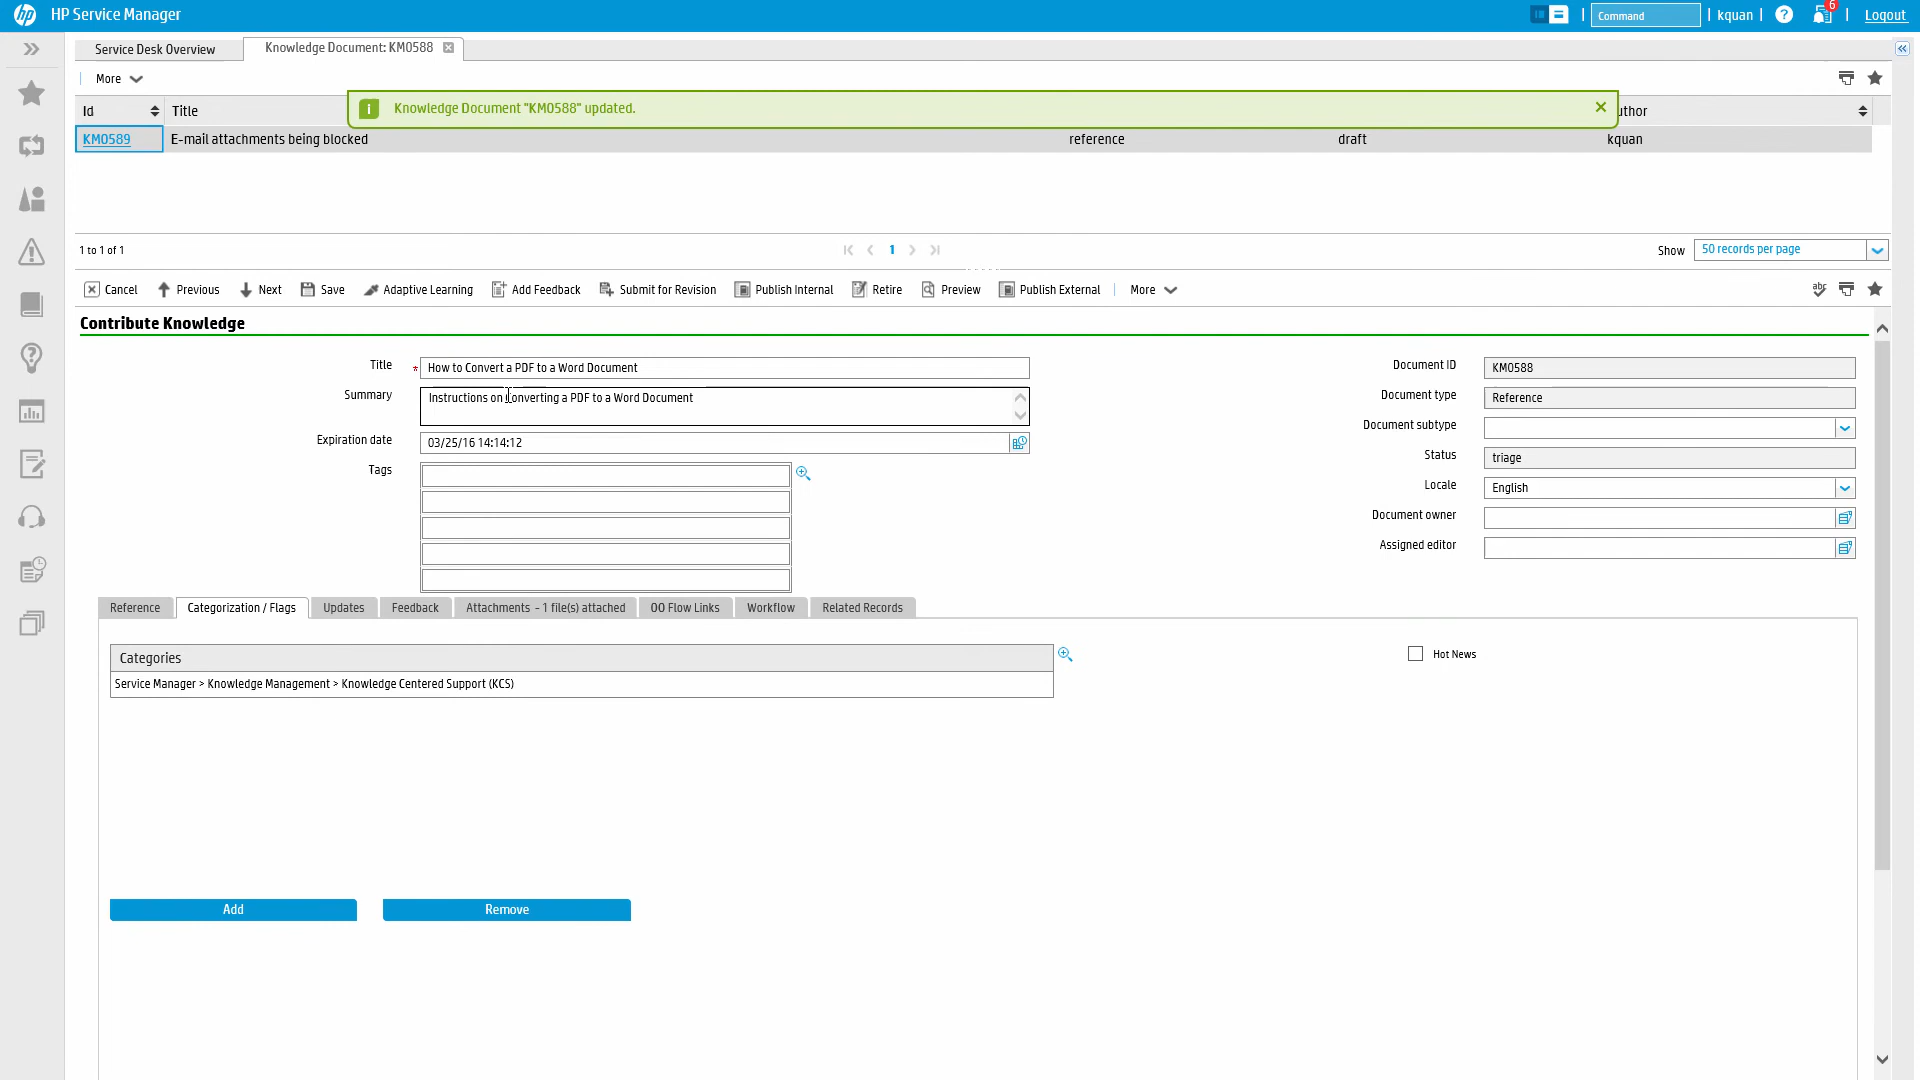 hp HP Service Manager Command kquan 6 Logout
Service Desk Overview Knowledge Document: KM0588
More
Knowledge Document "KM0588" updated.
Id Title uthor
KM0589 E-mail attachments being blocked reference draft kquan
1 to 1 of 1 1 Show 50 records per page
Cancel Previous Next Save Adaptive Learning Add Feedback Submit for Revision Publish Internal Retire Preview Publish External More abc
Contribute Knowledge
Title * How to Convert a PDF to a Word Document Document ID KM0588
Summary Instructions on Converting a PDF to a Word Document Document type Reference
Document subtype
Expiration date 03/25/16 14:14:12
Status triage
Tags
Locale English
Document owner
Assigned editor
Reference Categorization / Flags Updates Feedback Attachments - 1 file(s) attached OO Flow Links Workflow Related Records
Categories Hot News
Service Manager > Knowledge Management > Knowledge Centered Support (KCS)
Add Remove